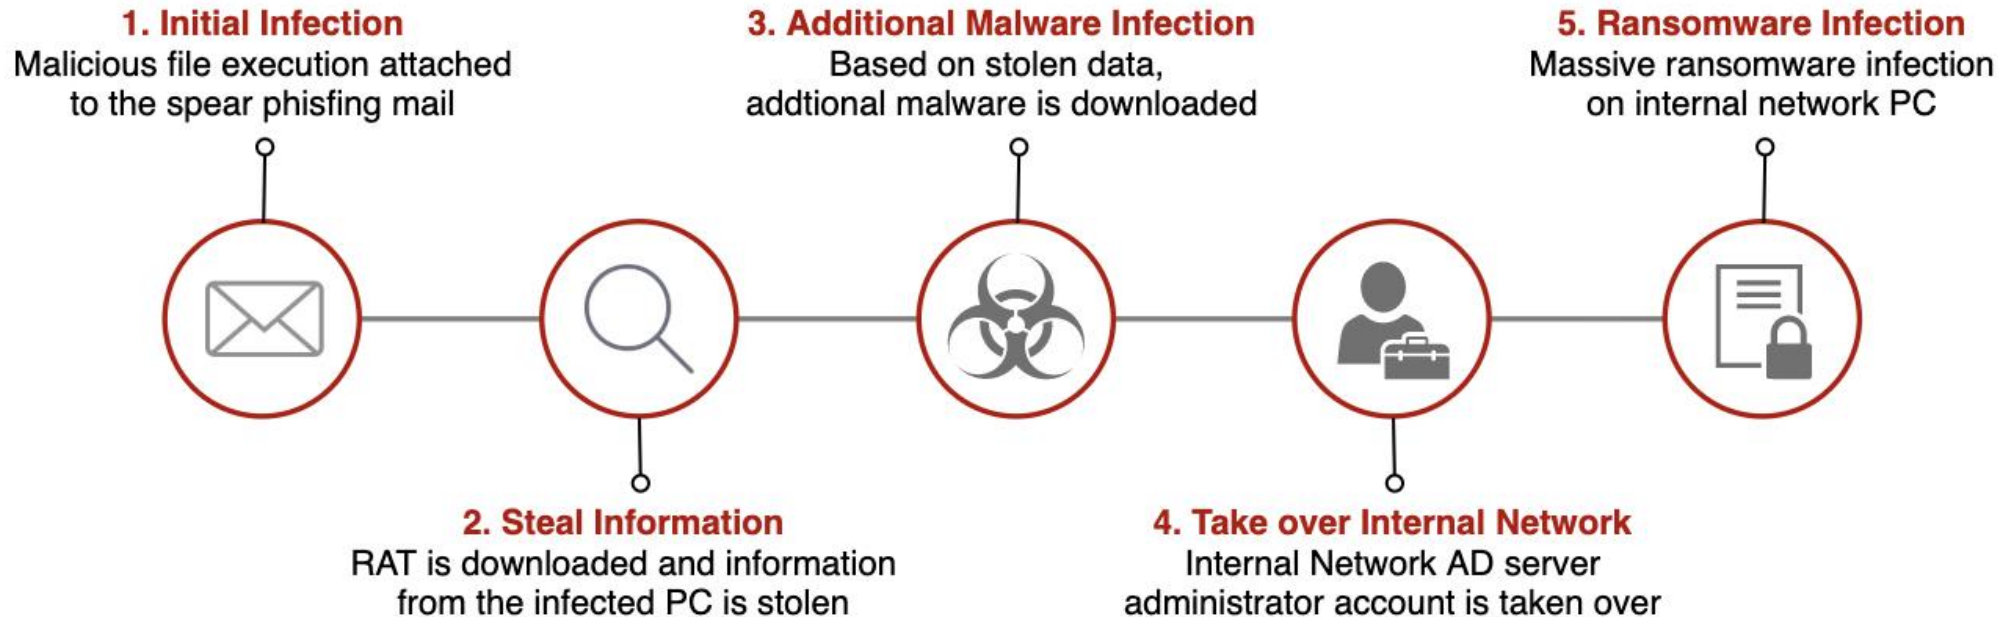 1. Initial Infection
Malicious file execution attached
to the spear phisfing mail
2. Steal Information
RAT is downloaded and information
from the infected PC is stolen
3. Additional Malware Infection
Based on stolen data,
addtional malware is downloaded
4. Take over Internal Network
Internal Network AD server
administrator account is taken over
5. Ransomware Infection
Massive ransomware infection
on internal network PC